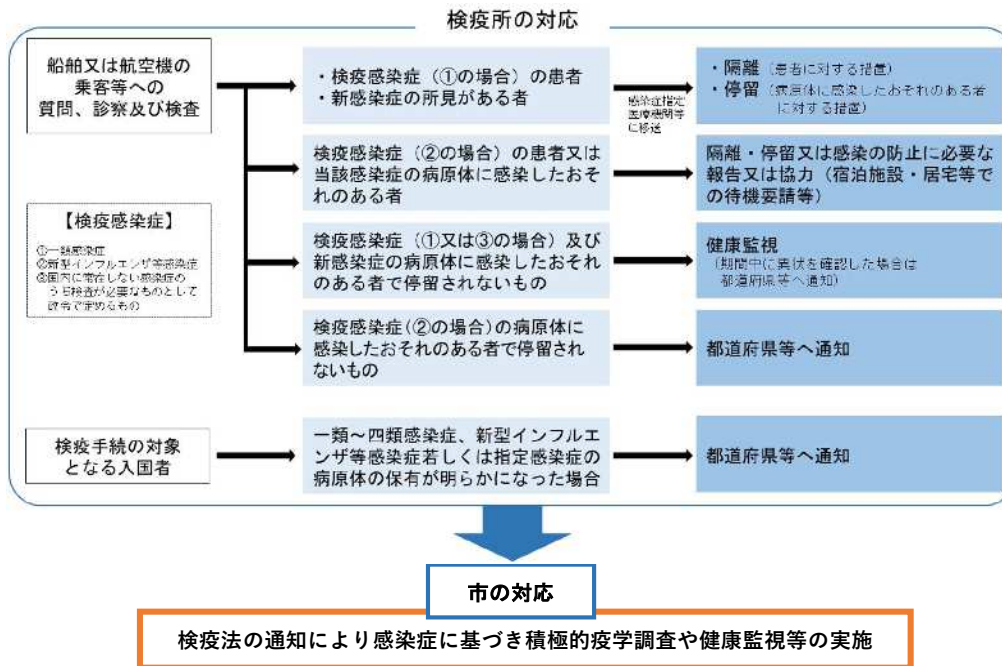 検疫所の対応
船舶又は航空機の
乗客等への
質問、診察及び検査
・検疫感染症（①の場合）の患者
・新感染症の所見がある者
感染症指定
医療機関等
に移送
・隔離（患者に対する措置）
・停留（病原体に感染したおそれのある者
に対する措置）
検疫感染症（②の場合）の患者又は
当該感染症の病原体に感染したおそ
れのある者
隔離・停留又は感染の防止に必要な
報告又は協力（宿泊施設・居宅等で
の待機要請等）
【検疫感染症】
①一類感染症
②新型インフルエンザ等感染症
③国内に常在しない感染症の
うち検査が必要なものとして
政令で定めるもの
検疫感染症（①又は③の場合）及び
新感染症の病原体に感染したおそれ
のある者で停留されないもの
健康監視
（期間中に異状を確認した場合は
都道府県等へ通知）
検疫感染症(②の場合)の病原体に
感染したおそれのある者で停留され
ないもの
都道府県等へ通知
検疫手続の対象
となる入国者
一類～四類感染症、新型インフルエ
ンザ等感染症若しくは指定感染症の
病原体の保有が明らかになった場合
都道府県等へ通知
市の対応
検疫法の通知により感染症に基づき積極的疫学調査や健康監視等の実施